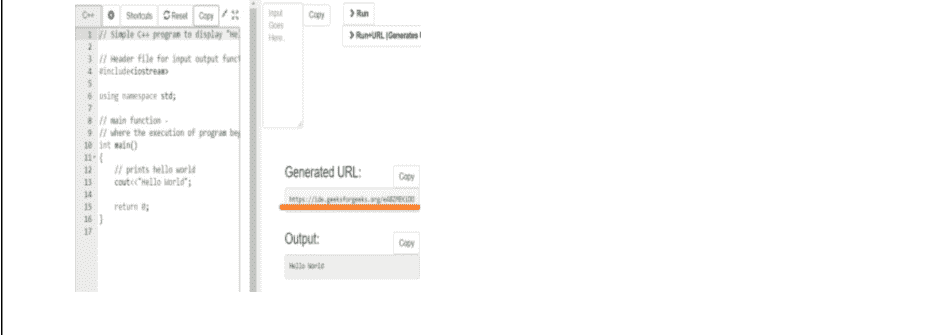 C++ Shortcuts Reset Copy
1 // Simple C++ program to display "He
2
3 // Header file for input output funct
4 #include<iostream>
5
6 using namespace std;
7
8 // main function -
9 // where the execution of program beg
10 int main()
11 {
12 // prints hello world
13 cout<<"Hello World";
14
15 return 0;
16 }
17
Input
Goes
Here.
Copy
Run
Run+URL (Generates U
Generated URL:
Copy
Output:
Copy
Hello World